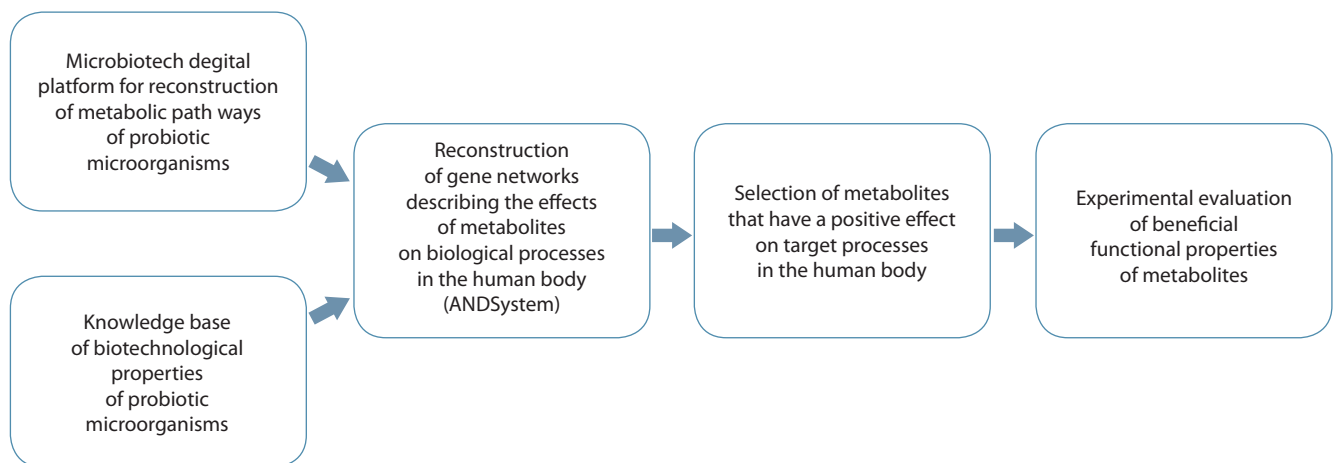 Microbiotech degital
platform for reconstruction
of metabolic path ways
of probiotic
microorganisms
Knowledge base
of biotechnological
properties
of probiotic
microorganisms
Reconstruction
of gene networks
describing the effects
of metabolites
on biological processes
in the human body
(ANDSystem)
Selection of metabolites
that have a positive effect
on target processes
in the human body
Experimental evaluation
of beneficial
functional properties
of metabolites